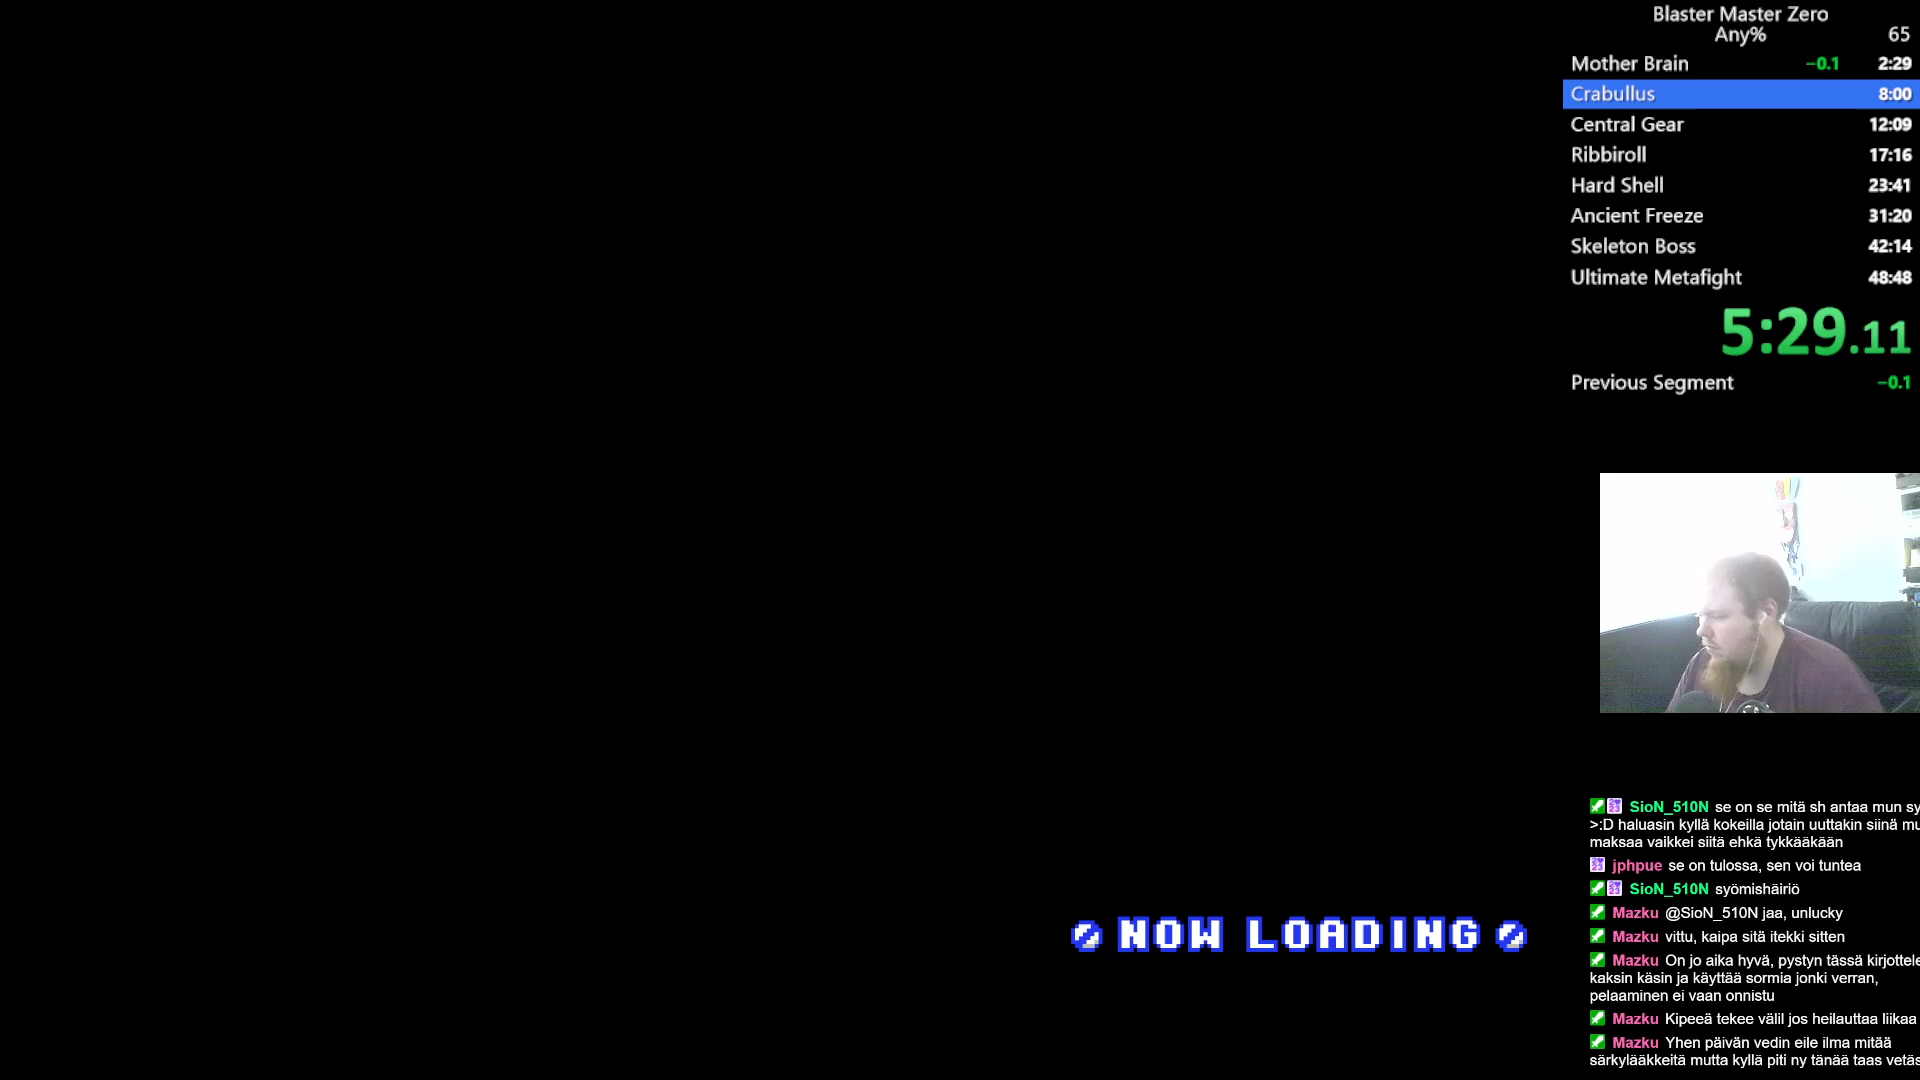 Blaster Master Zero
Any% 65
Mother Brain −0.1 2:29
Crabullus 8:00
Central Gear 12:09
Ribbiroll 17:16
Hard Shell 23:41
Ancient Freeze 31:20
Skeleton Boss 42:14
Ultimate Metafight 48:48
5:29.11
Previous Segment −0.1
NOW LOADING
SioN_510N se on se mitä sh antaa mun sy
>:D haluasin kyllä kokeilla jotain uuttakin siinä mu
maksaa vaikkei siitä ehkä tykkääkään
jphpue se on tulossa, sen voi tuntea
SioN_510N syömishäiriö
Mazku @SioN_510N jaa, unlucky
Mazku vittu, kaipa sitä itekki sitten
Mazku On jo aika hyvä, pystyn tässä kirjottele
kaksin käsin ja käyttää sormia jonki verran,
pelaaminen ei vaan onnistu
Mazku Kipeeä tekee välil jos heilauttaa liikaa
Mazku Yhen päivän vedin eile ilma mitää
särkylääkkeitä mutta kyllä piti ny tänää taas vetäs